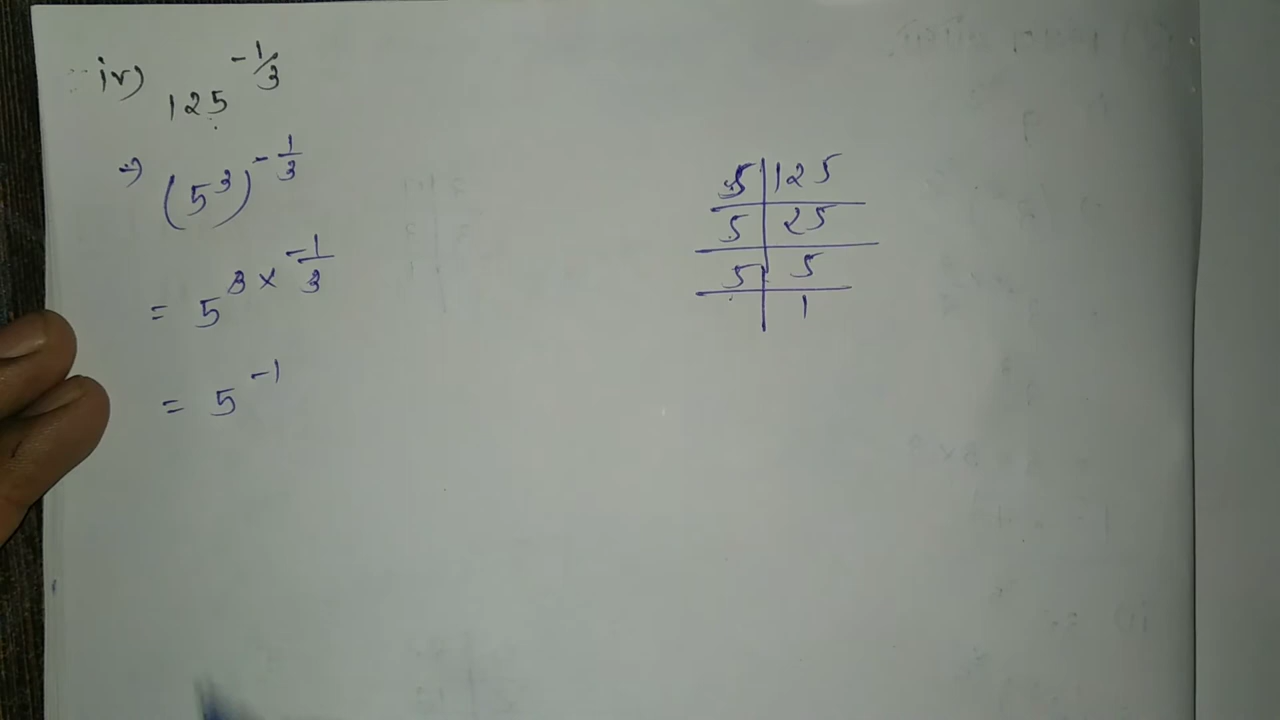 iv) 125^{-1/3}
⇒ (5^3)^{-1/3}
= 5^{3 × -1/3}
= 5^{-1}
5 | 125
5 | 25
5 | 5
| 1